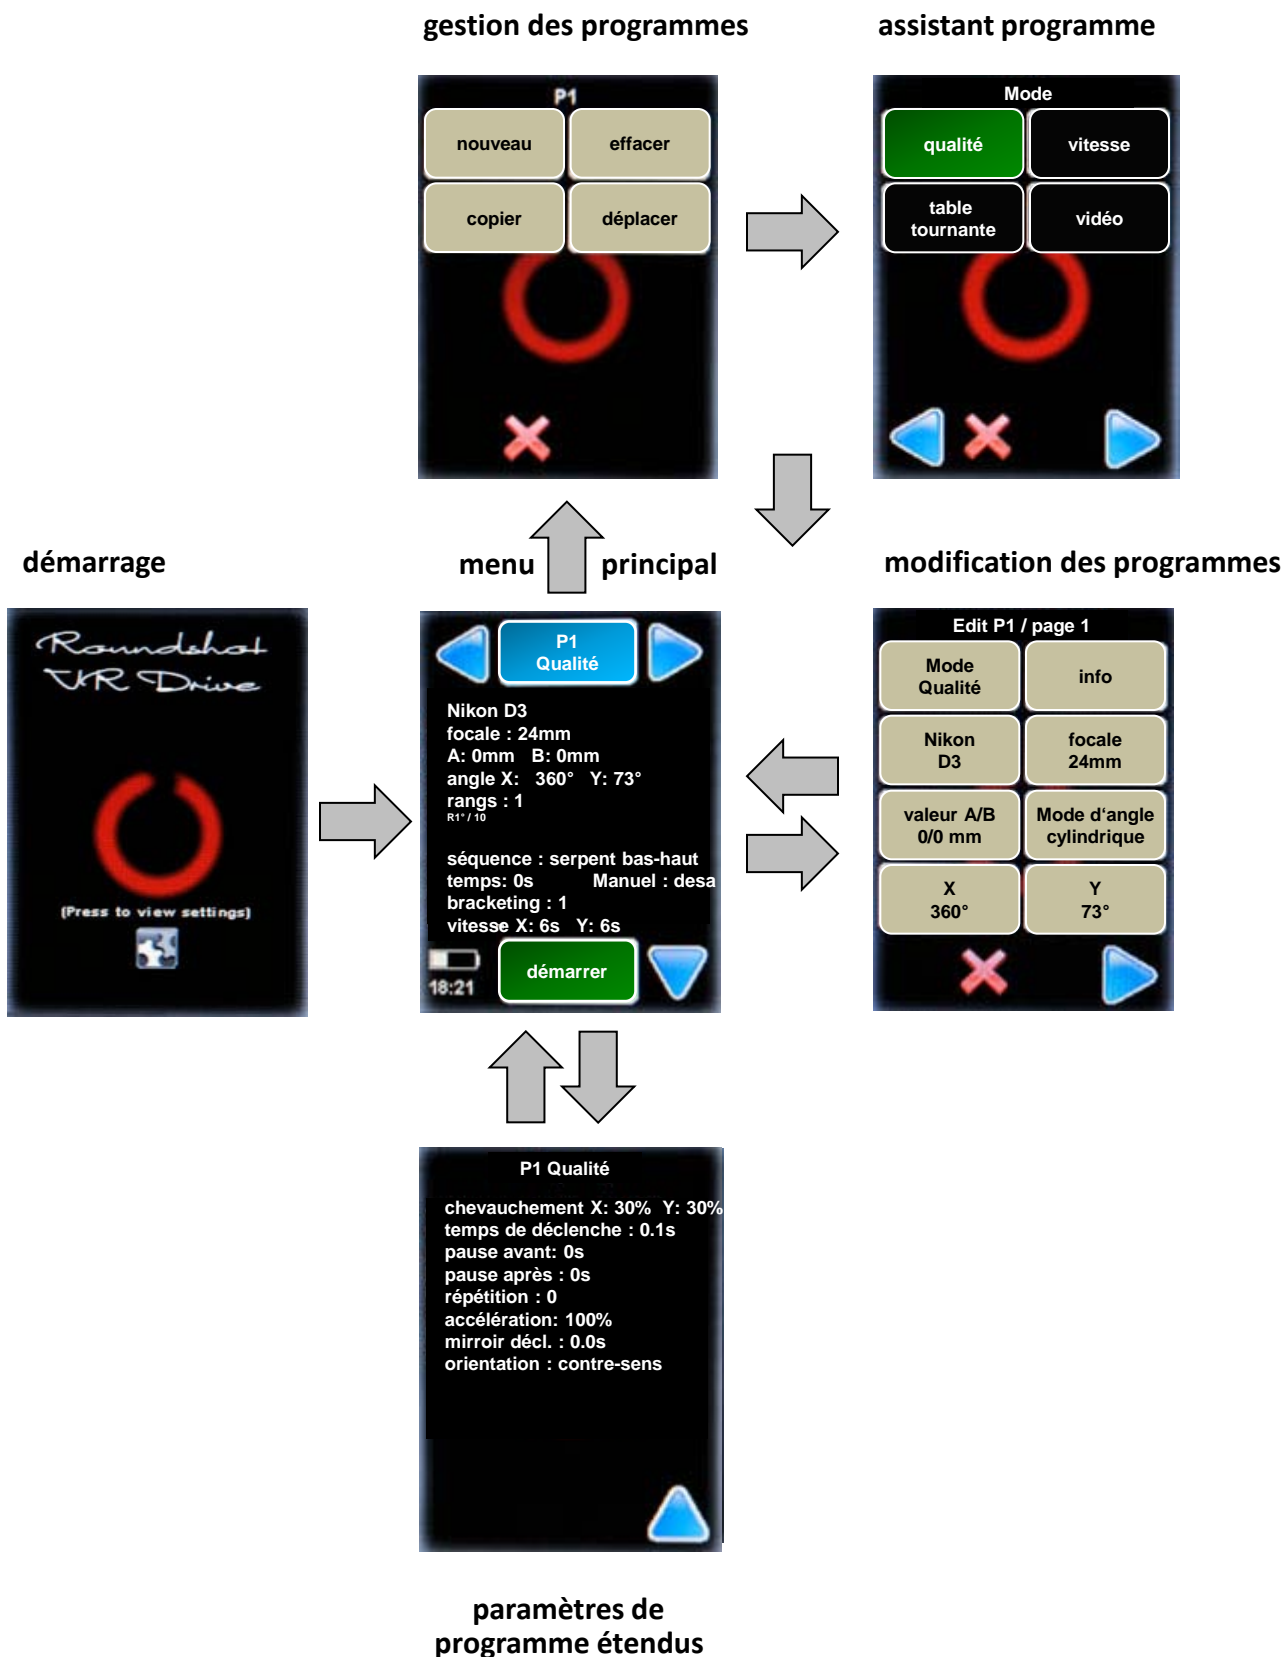 gestion des programmes
assistant programme
P1
nouveau
effacer
copier
déplacer
Mode
qualité
vitesse
table
tournante
vidéo
démarrage
menu principal
modification des programmes
Roundshot
VR Drive
(Press to view settings)
P1
Qualité
Nikon D3
focale : 24mm
A: 0mm B: 0mm
angle X: 360° Y: 73°
rangs : 1
R1° / 10
séquence : serpent bas-haut
temps: 0s Manuel : desa
bracketing : 1
vitesse X: 6s Y: 6s
18:21
démarrer
Edit P1 / page 1
Mode
Qualité
info
Nikon
D3
focale
24mm
valeur A/B
0/0 mm
Mode d‘angle
cylindrique
X
360°
Y
73°
P1 Qualité
chevauchement X: 30% Y: 30%
temps de déclenche : 0.1s
pause avant: 0s
pause après : 0s
répétition : 0
accélération: 100%
mirroir décl. : 0.0s
orientation : contre-sens
paramètres de
programme étendus